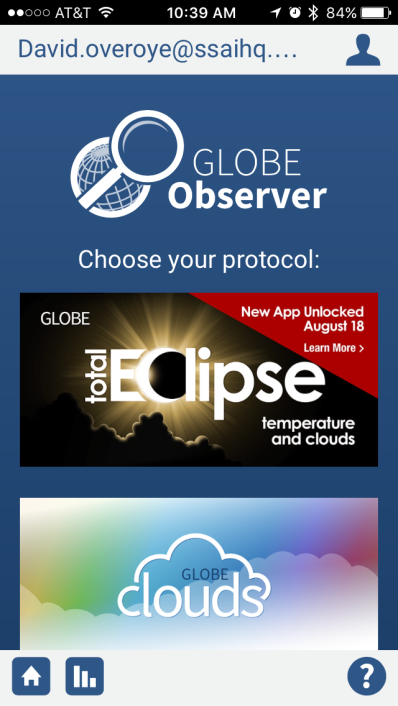 AT&T 10:39 AM 84%
David.overoye@ssaihq....
GLOBE
Observer
Choose your protocol:
GLOBE
New App Unlocked
August 18
Learn More >
total
EClipse
temperature
and clouds
GLOBE
clouds
?